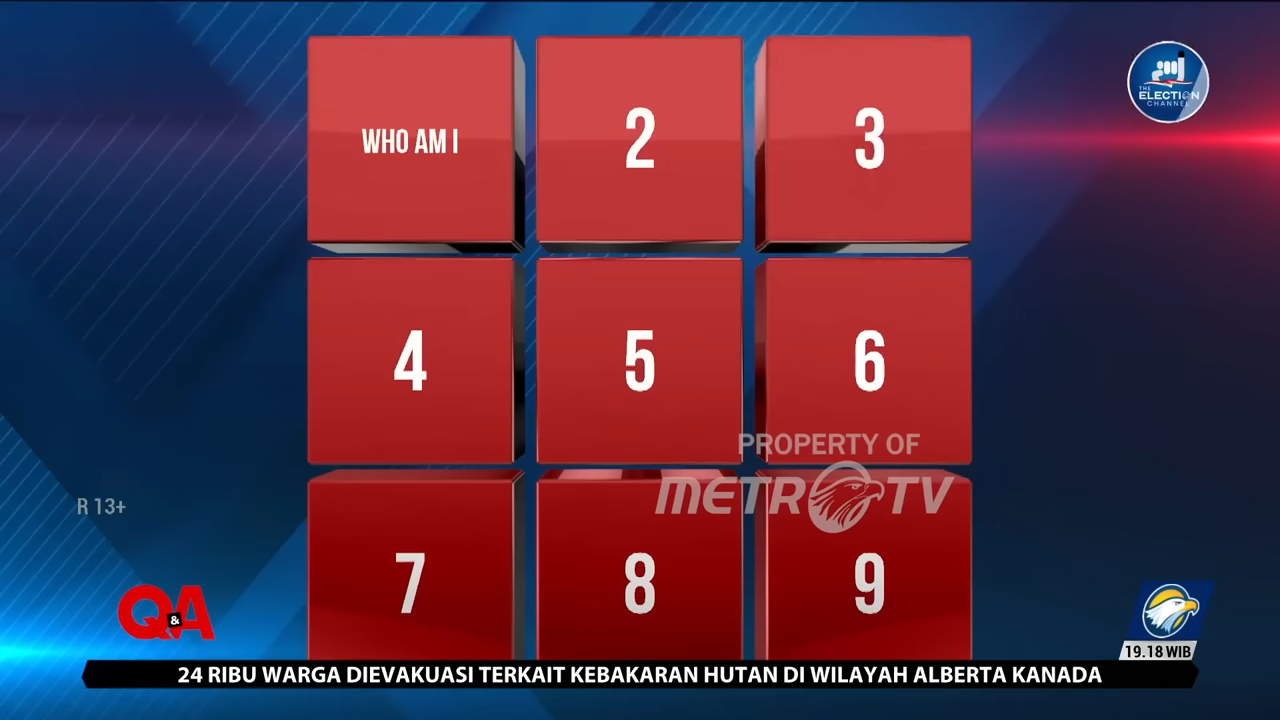 WHO AM I
2
3
THE
ELECTION
CHANNEL
4
5
6
PROPERTY OF
METRO TV
R 13+
7
8
9
Q&A
19.18 WIB
24 RIBU WARGA DIEVAKUASI TERKAIT KEBAKARAN HUTAN DI WILAYAH ALBERTA KANADA